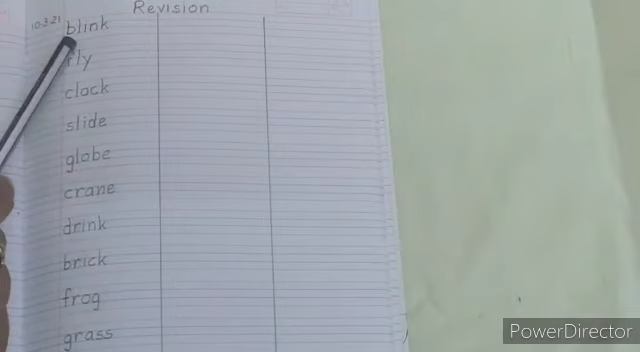 Revision
10.3.21 blink
fly
clock
slide
globe
crane
drink
brick
frog
grass
PowerDirector